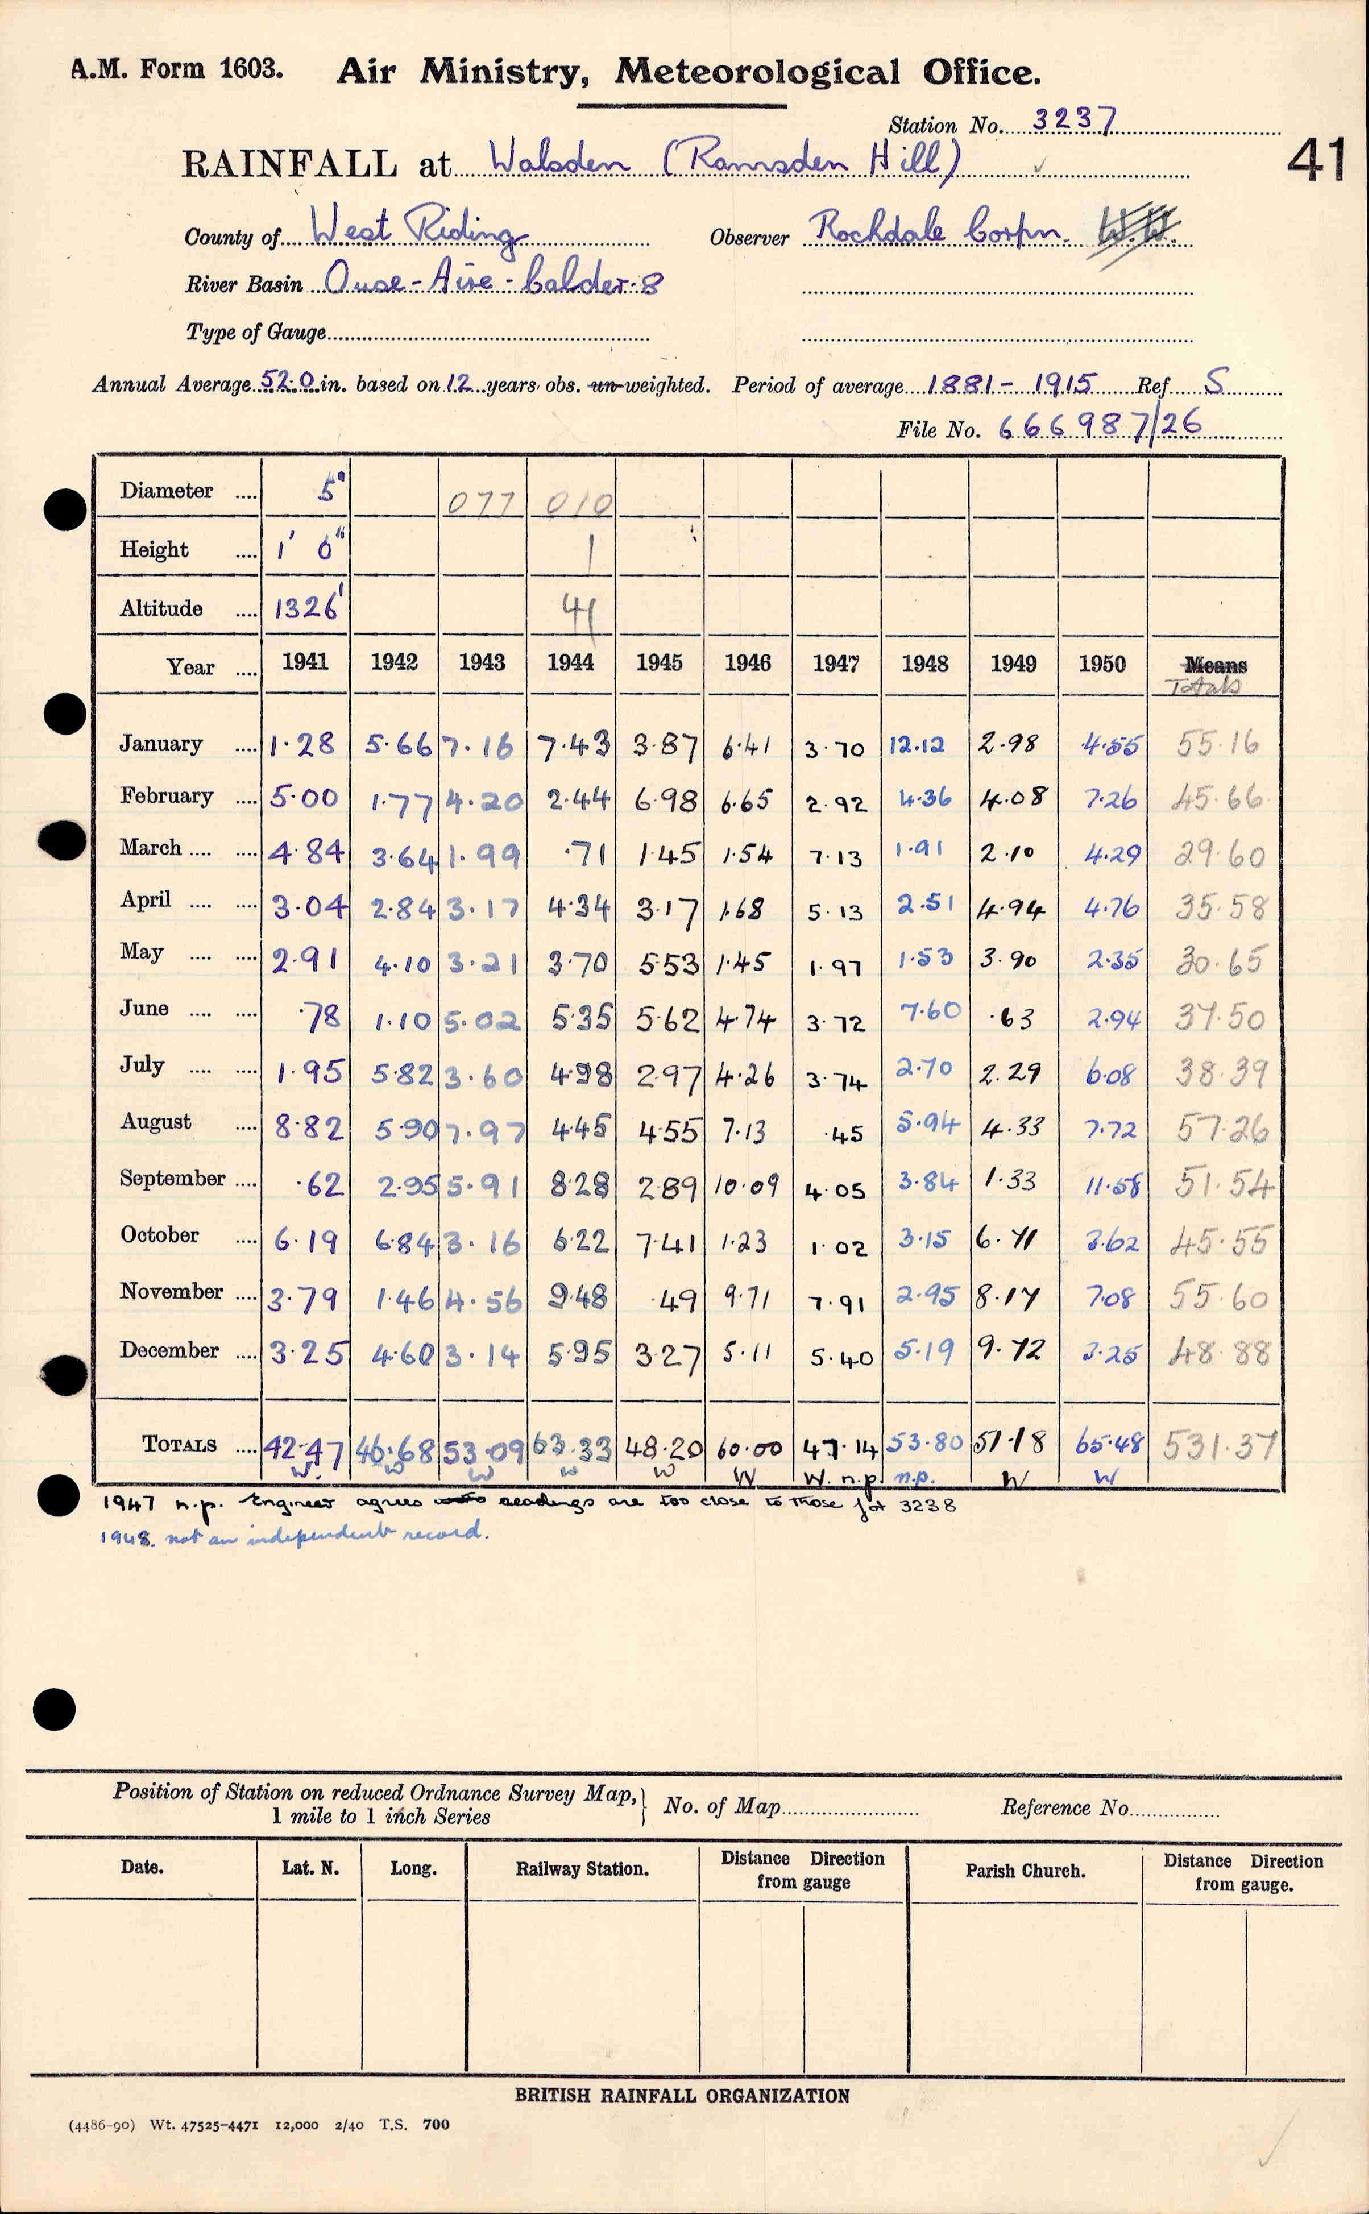 A.M. Form 1603. Air Ministry, Meteorological Office.
Station No. 3237
41
RAINFALL at Walsden (Ramsden Hill) ✓
County of West Riding Observer Rochdale Corpn. W.W.
River Basin Ouse-Aire-Calder-8
Type of Gauge
Annual Average 52.0 in. based on 12 years obs. un-weighted. Period of average 1881-1915 Ref S
File No. 666987/26
Diameter .... 5" 077 010
Height .... 1' 0" 1
Altitude .... 1326' 41
Year .... 1941 1942 1943 1944 1945 1946 1947 1948 1949 1950 Means
Totals
January .... 1.28 5.66 7.16 7.43 3.87 6.41 3.70 12.12 2.98 4.55 55.16
February .... 5.00 1.77 4.20 2.44 6.98 6.65 2.92 4.36 4.08 7.26 45.66
March .... .... 4.84 3.64 1.99 .71 1.45 1.54 7.13 1.91 2.10 4.29 29.60
April .... .... 3.04 2.84 3.17 4.34 3.17 1.68 5.13 2.51 4.94 4.76 35.58
May .... .... 2.91 4.10 3.21 3.70 5.53 1.45 1.97 1.53 3.90 2.35 30.65
June .... .... .78 1.10 5.02 5.35 5.62 4.74 3.72 7.60 .63 2.94 37.50
July .... .... 1.95 5.82 3.60 4.98 2.97 4.26 3.74 2.70 2.29 6.08 38.39
August .... 8.82 5.90 7.97 4.45 4.55 7.13 .45 5.94 4.33 7.72 57.26
September .... .62 2.95 5.91 8.28 2.89 10.09 4.05 3.84 1.33 11.58 51.54
October .... 6.19 6.84 3.16 6.22 7.41 1.23 1.02 3.15 6.71 3.62 45.55
November .... 3.79 1.46 4.56 9.48 .49 9.71 7.91 2.95 8.17 7.08 55.60
December .... 3.25 4.60 3.14 5.95 3.27 5.11 5.40 5.19 9.72 3.25 48.88
TOTALS .... 42.47 46.68 53.09 63.33 48.20 60.00 47.14 53.80 51.18 65.48 531.37
W. W W W W W W. n.p. n.p. W W
1947 n.p. Engineer agrees readings are too close to those for 3238
1948. not an independent record.
Position of Station on reduced Ordnance Survey Map, } No. of Map Reference No.
1 mile to 1 inch Series
Date. Lat. N. Long. Railway Station. Distance Direction from gauge Parish Church. Distance Direction from gauge.
BRITISH RAINFALL ORGANIZATION
(4486-90) Wt. 47525-4471 12,000 2/40 T.S. 700